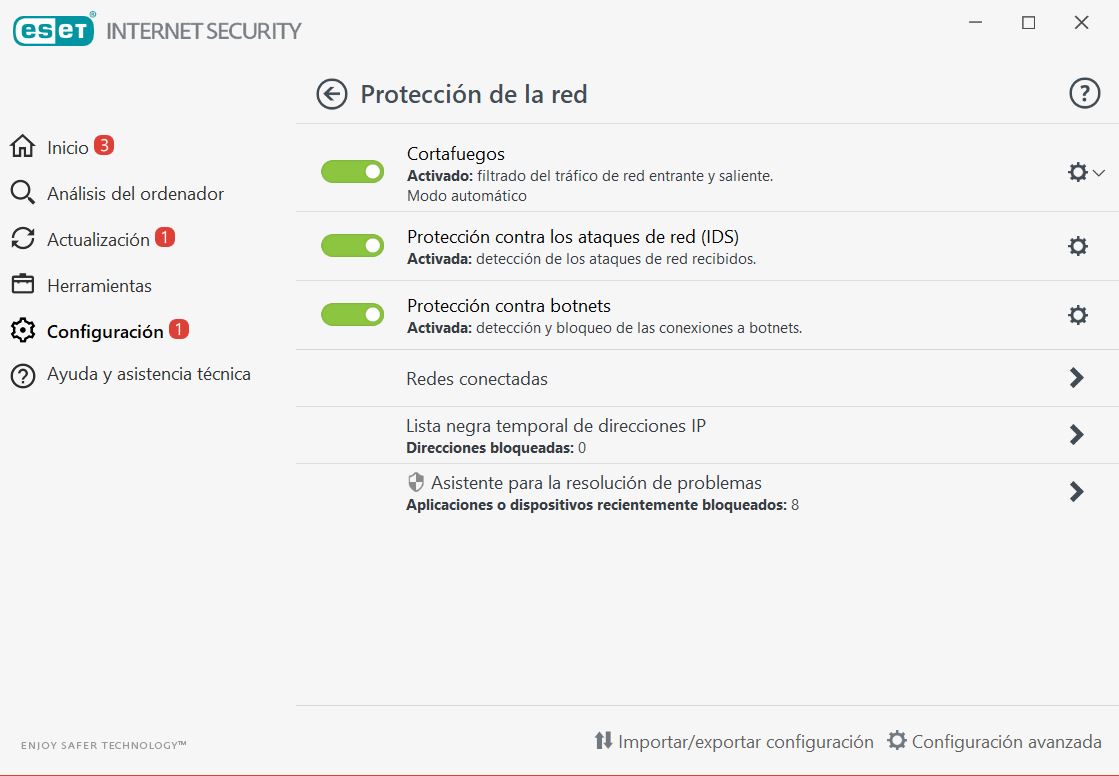 eset® INTERNET SECURITY
Protección de la red
?
Inicio 3
Análisis del ordenador
Actualización 1
Herramientas
Configuración 1
Ayuda y asistencia técnica
Cortafuegos
Activado: filtrado del tráfico de red entrante y saliente.
Modo automático
Protección contra los ataques de red (IDS)
Activada: detección de los ataques de red recibidos.
Protección contra botnets
Activada: detección y bloqueo de las conexiones a botnets.
Redes conectadas
Lista negra temporal de direcciones IP
Direcciones bloqueadas: 0
Asistente para la resolución de problemas
Aplicaciones o dispositivos recientemente bloqueados: 8
ENJOY SAFER TECHNOLOGY™
Importar/exportar configuración
Configuración avanzada